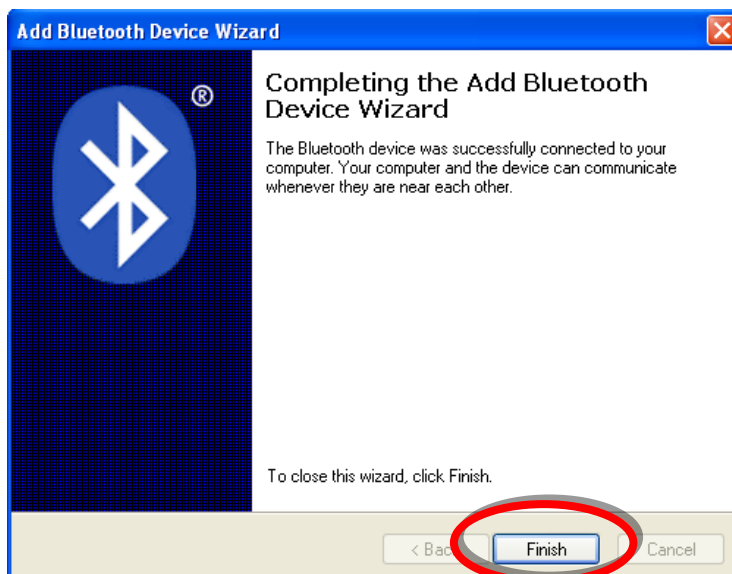 Add Bluetooth Device Wizard
®
Completing the Add Bluetooth
Device Wizard
The Bluetooth device was successfully connected to your
computer. Your computer and the device can communicate
whenever they are near each other.
To close this wizard, click Finish.
< Bac Finish Cancel